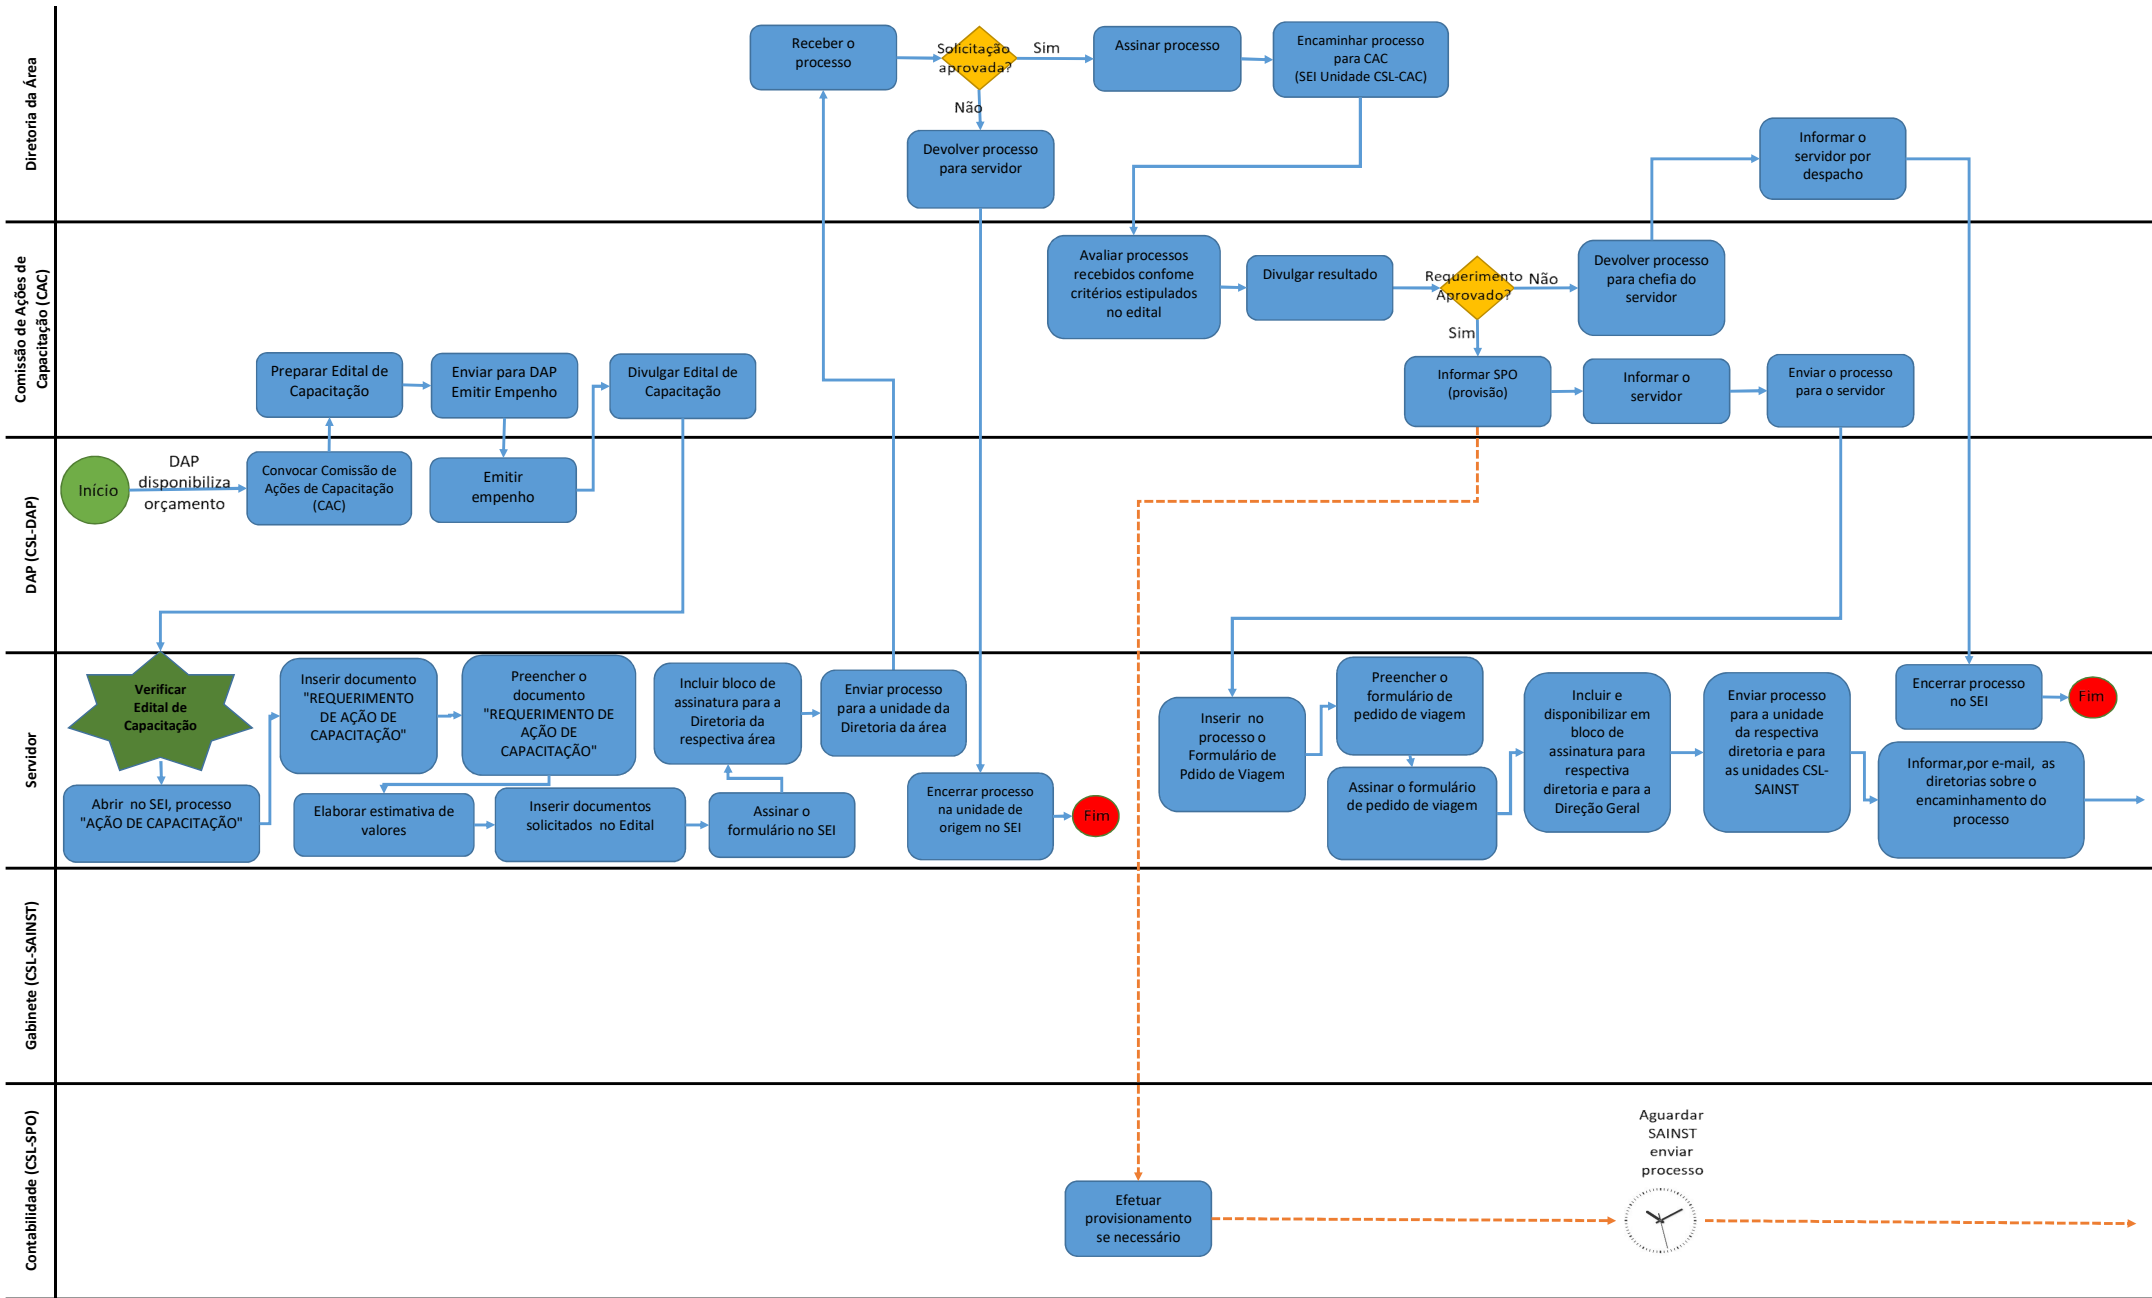 Diretoria da Área
Receber o
processo
Solicitação
aprovada?
Sim
Não
Assinar processo
Encaminhar processo
para CAC
(SEI Unidade CSL-CAC)
Devolver processo
para servidor
Informar o
servidor por
despacho
Comissão de Ações de
Capacitação (CAC)
Avaliar processos
recebidos confome
critérios estipulados
no edital
Divulgar resultado
Requerimento
Aprovado?
Não
Sim
Devolver processo
para chefia do
servidor
Preparar Edital de
Capacitação
Enviar para DAP
Emitir Empenho
Divulgar Edital de
Capacitação
Informar SPO
(provisão)
Informar o
servidor
Enviar o processo
para o servidor
DAP (CSL-DAP)
Início
DAP
disponibiliza
orçamento
Convocar Comissão de
Ações de Capacitação
(CAC)
Emitir
empenho
Servidor
Verificar
Edital de
Capacitação
Abrir no SEI, processo
"AÇÃO DE CAPACITAÇÃO"
Inserir documento
"REQUERIMENTO
DE AÇÃO DE
CAPACITAÇÃO"
Preencher o
documento
"REQUERIMENTO DE
AÇÃO DE
CAPACITAÇÃO"
Elaborar estimativa de
valores
Inserir documentos
solicitados no Edital
Assinar o
formulário no SEI
Incluir bloco de
assinatura para a
Diretoria da
respectiva área
Enviar processo
para a unidade da
Diretoria da área
Encerrar processo
na unidade de
origem no SEI
Fim
Inserir no
processo o
Formulário de
Pdido de Viagem
Preencher o
formulário de
pedido de viagem
Assinar o formulário
de pedido de viagem
Incluir e
disponibilizar em
bloco de
assinatura para
respectiva
diretoria e para a
Direção Geral
Enviar processo
para a unidade
da respectiva
diretoria e para
as unidades CSL-
SAINST
Encerrar processo
no SEI
Fim
Informar,por e-mail, as
diretorias sobre o
encaminhamento do
processo
Gabinete (CSL-SAINST)
Contabilidade (CSL-SPO)
Efetuar
provisionamento
se necessário
Aguardar
SAINST
enviar
processo